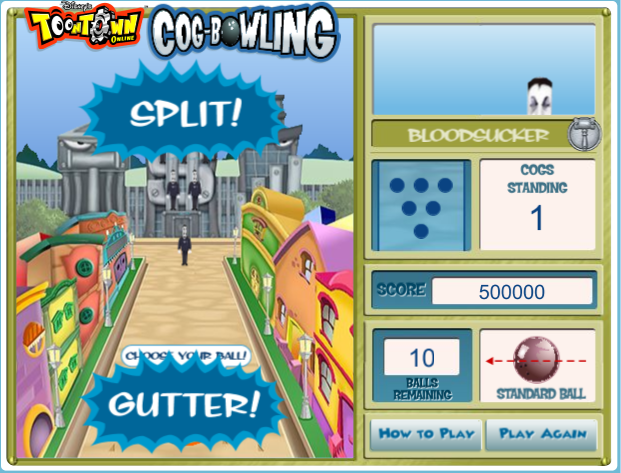 Disney's
TOONTOWN
ONLINE
COG-BOWLING
SPLIT!
BLOODSUCKER
COGS
STANDING
1
SCORE 500000
CHOOSE YOUR BALL!
10
BALLS
REMAINING
STANDARD BALL
GUTTER!
HOW TO PLAY
PLAY AGAIN